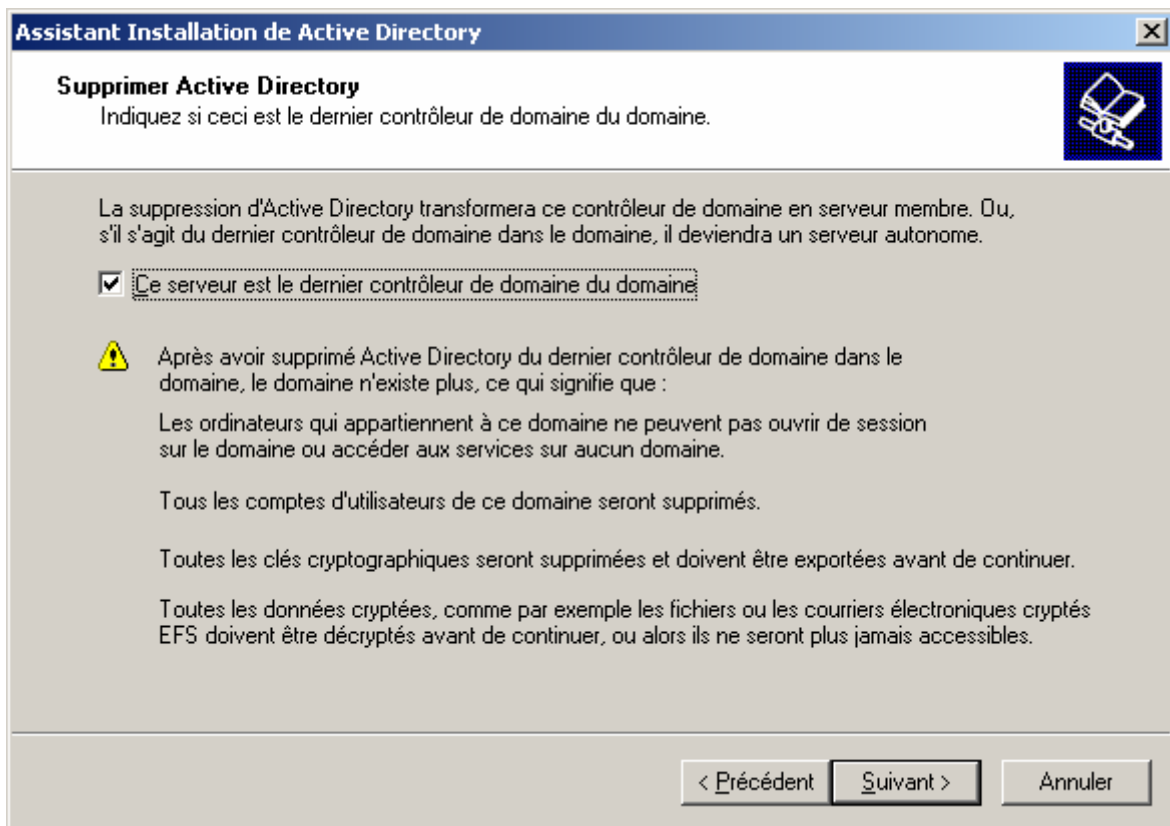 Assistant Installation de Active Directory
Supprimer Active Directory
Indiquez si ceci est le dernier contrôleur de domaine du domaine.
La suppression d'Active Directory transformera ce contrôleur de domaine en serveur membre. Ou,
s'il s'agit du dernier contrôleur de domaine dans le domaine, il deviendra un serveur autonome.
Ce serveur est le dernier contrôleur de domaine du domaine
Après avoir supprimé Active Directory du dernier contrôleur de domaine dans le
domaine, le domaine n'existe plus, ce qui signifie que :
Les ordinateurs qui appartiennent à ce domaine ne peuvent pas ouvrir de session
sur le domaine ou accéder aux services sur aucun domaine.
Tous les comptes d'utilisateurs de ce domaine seront supprimés.
Toutes les clés cryptographiques seront supprimées et doivent être exportées avant de continuer.
Toutes les données cryptées, comme par exemple les fichiers ou les courriers électroniques cryptés
EFS doivent être décryptés avant de continuer, ou alors ils ne seront plus jamais accessibles.
< Précédent
Suivant >
Annuler